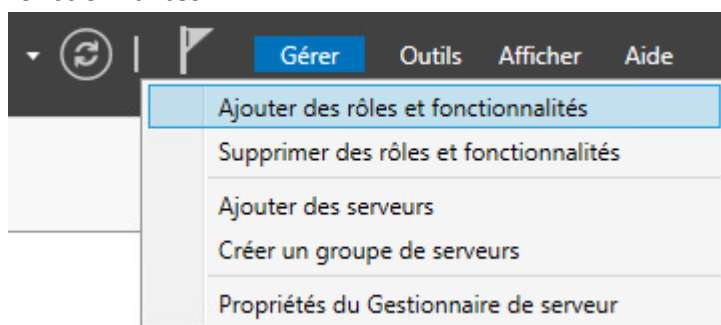 Gérer Outils Afficher Aide
Ajouter des rôles et fonctionnalités
Supprimer des rôles et fonctionnalités
Ajouter des serveurs
Créer un groupe de serveurs
Propriétés du Gestionnaire de serveur